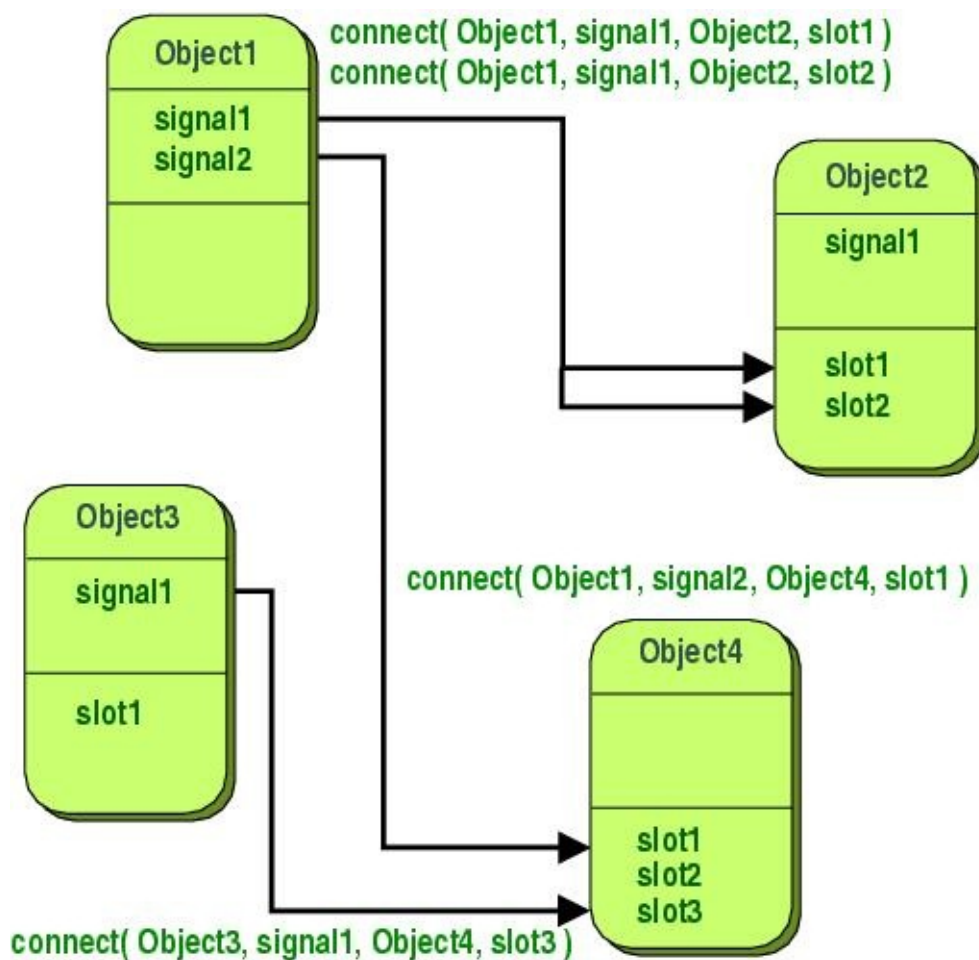 Object1
signal1
signal2
connect( Object1, signal1, Object2, slot1 )
connect( Object1, signal1, Object2, slot2 )
Object2
signal1
slot1
slot2
Object3
signal1
slot1
connect( Object1, signal2, Object4, slot1 )
Object4
slot1
slot2
slot3
connect( Object3, signal1, Object4, slot3 )